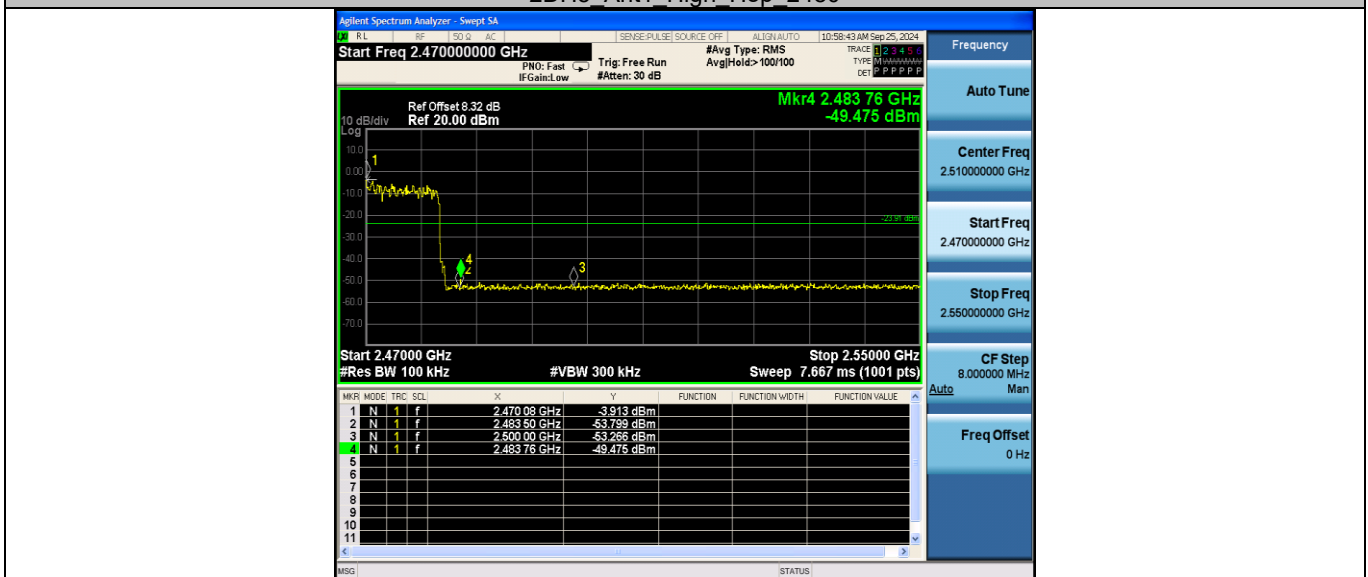 Agilent Spectrum Analyzer - Swept SA
RL RF 50 Ω AC SENSE:PULSE SOURCE OFF ALIGN AUTO 10:58:43 AM Sep 25, 2024
Start Freq 2.470000000 GHz
PNO: Fast
IFGain:Low
Trig: Free Run
#Atten: 30 dB
#Avg Type: RMS
Avg|Hold:>100/100
TRACE 1 2 3 4 5 6
TYPE M
DET P P P P P P
Ref Offset 8.32 dB
Ref 20.00 dBm
10 dB/div
Log
Mkr4 2.483 76 GHz
-49.475 dBm
10.0
0.00
-10.0
-20.0
-30.0
-40.0
-50.0
-60.0
-70.0
1
4
2
3
-23.91 dBm
Start 2.47000 GHz
Stop 2.55000 GHz
#Res BW 100 kHz
#VBW 300 kHz
Sweep 7.667 ms (1001 pts)
MKR MODE TRC SCL X Y FUNCTION FUNCTION WIDTH FUNCTION VALUE
1 N 1 f 2.470 08 GHz -3.913 dBm
2 N 1 f 2.483 50 GHz -53.799 dBm
3 N 1 f 2.500 00 GHz -53.266 dBm
4 N 1 f 2.483 76 GHz -49.475 dBm
5
6
7
8
9
10
11
MSG
STATUS
Frequency
Auto Tune
Center Freq
2.510000000 GHz
Start Freq
2.470000000 GHz
Stop Freq
2.550000000 GHz
CF Step
8.000000 MHz
Auto Man
Freq Offset
0 Hz